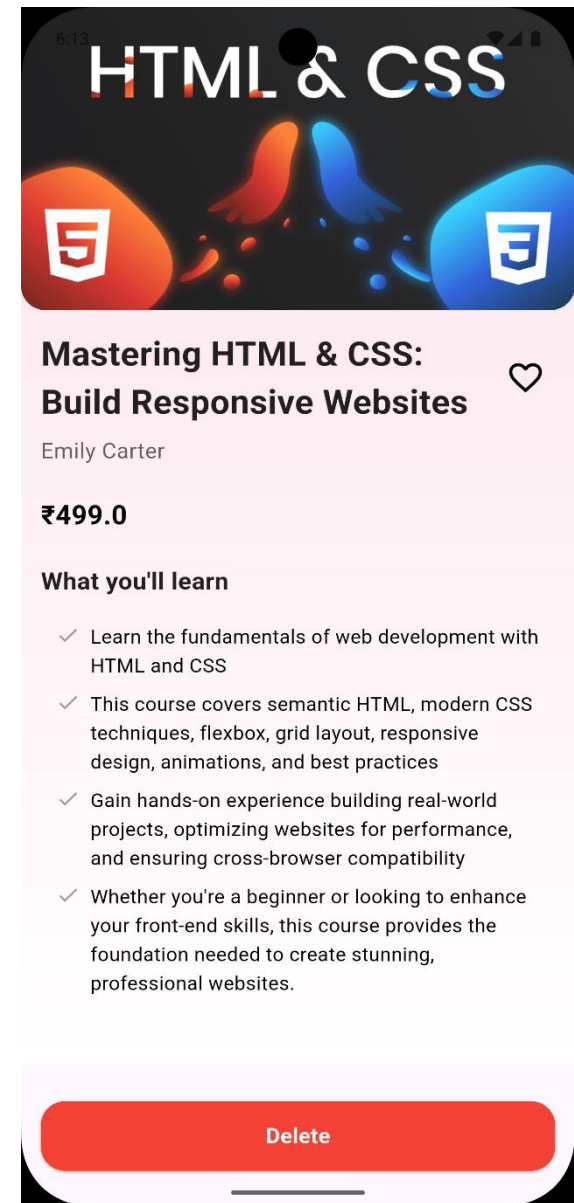 6:13
HTML & CSS
5
3
Mastering HTML & CSS:
Build Responsive Websites
Emily Carter
₹499.0
What you'll learn
Learn the fundamentals of web development with
HTML and CSS
This course covers semantic HTML, modern CSS
techniques, flexbox, grid layout, responsive
design, animations, and best practices
Gain hands-on experience building real-world
projects, optimizing websites for performance,
and ensuring cross-browser compatibility
Whether you're a beginner or looking to enhance
your front-end skills, this course provides the
foundation needed to create stunning,
professional websites.
Delete